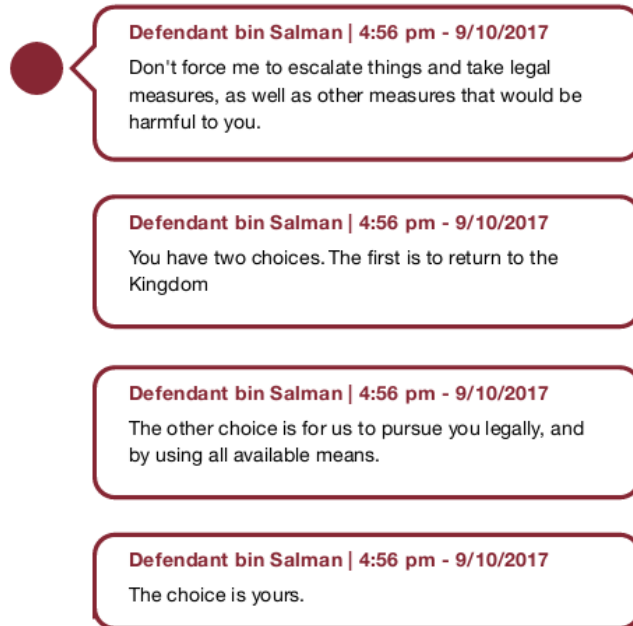 Defendant bin Salman | 4:56 pm - 9/10/2017
Don't force me to escalate things and take legal
measures, as well as other measures that would be
harmful to you.
Defendant bin Salman | 4:56 pm - 9/10/2017
You have two choices. The first is to return to the
Kingdom
Defendant bin Salman | 4:56 pm - 9/10/2017
The other choice is for us to pursue you legally, and
by using all available means.
Defendant bin Salman | 4:56 pm - 9/10/2017
The choice is yours.